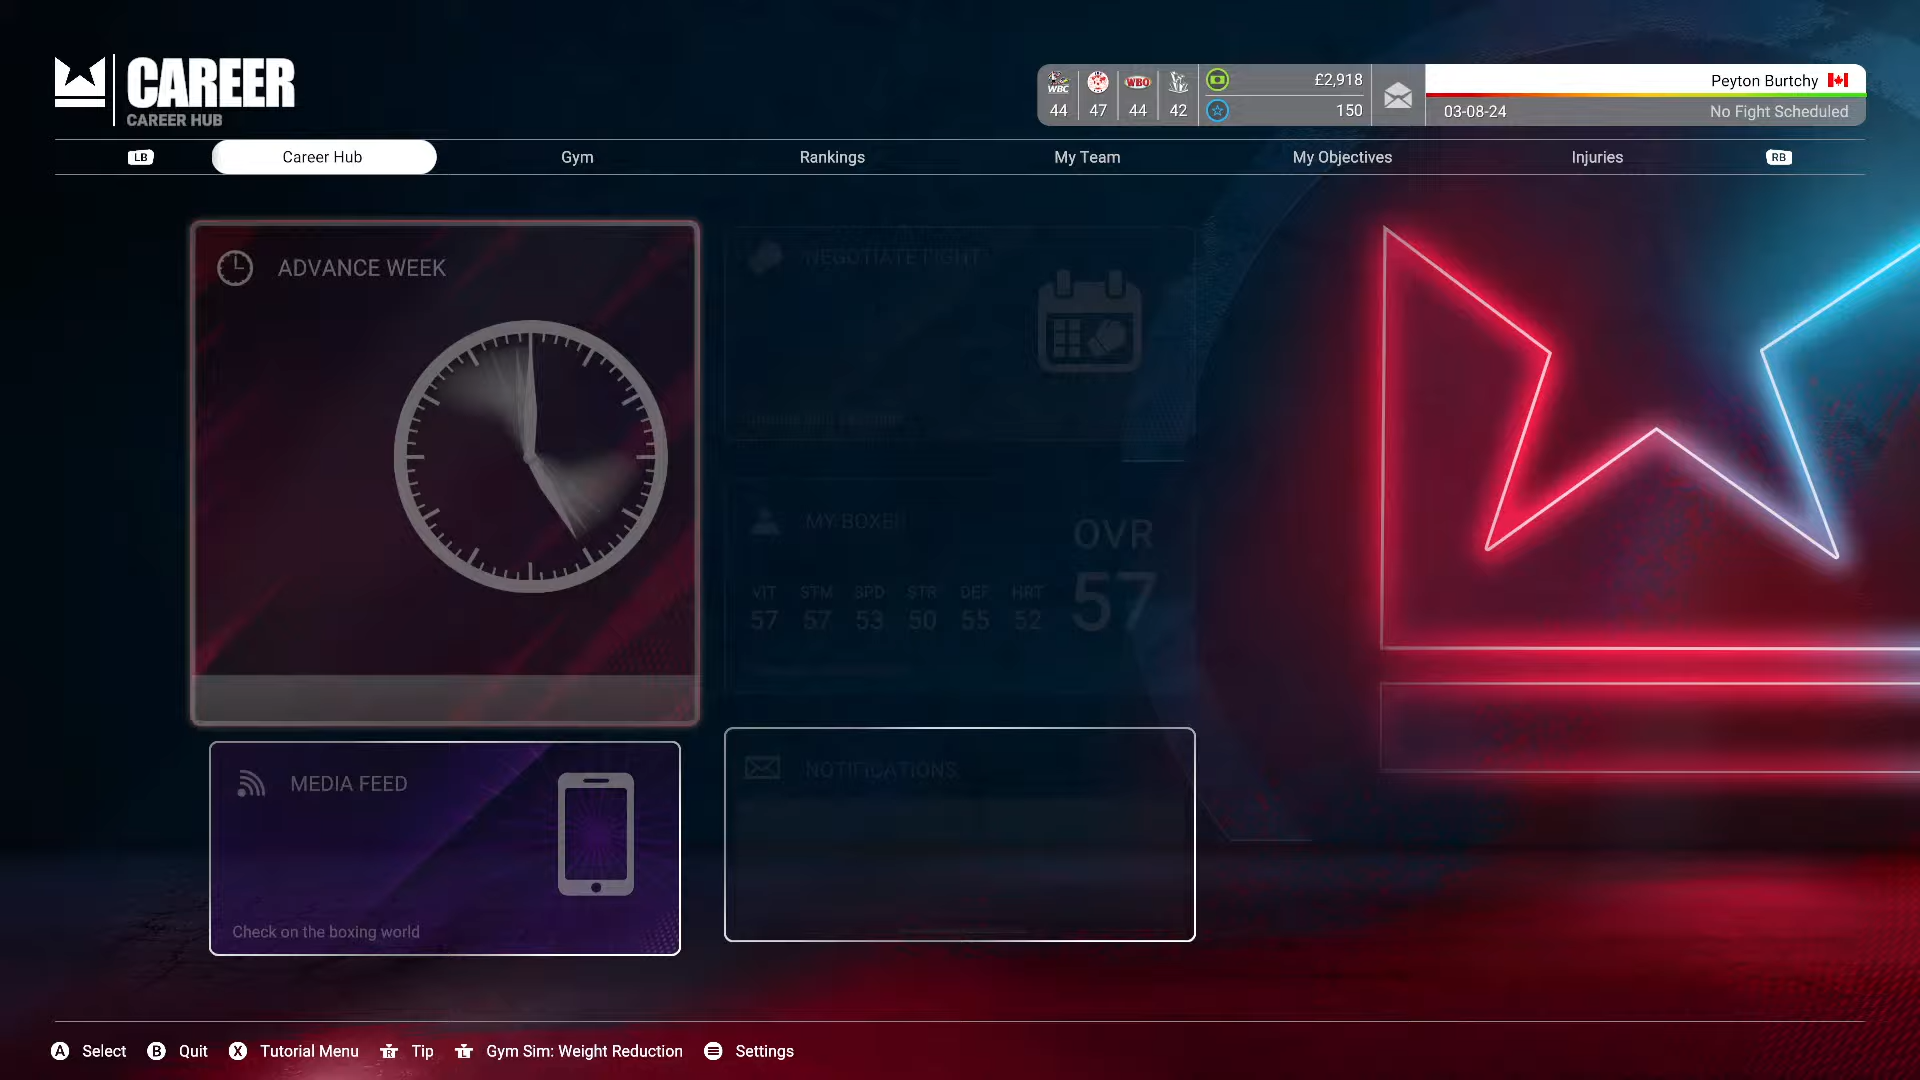 CAREER
CAREER HUB
WBC
WBO
44
47
44
42
£2,918
150
Peyton Burtchy
03-08-24
No Fight Scheduled
LB
Career Hub
Gym
Rankings
My Team
My Objectives
Injuries
RB
ADVANCE WEEK
NEGOTIATE FIGHT
MY BOXER
OVR
57
VIT STM SPD STR DEF HRT
57 57 53 50 55 52
MEDIA FEED
Check on the boxing world
NOTIFICATIONS
A Select
B Quit
X Tutorial Menu
R Tip
L Gym Sim: Weight Reduction
Settings